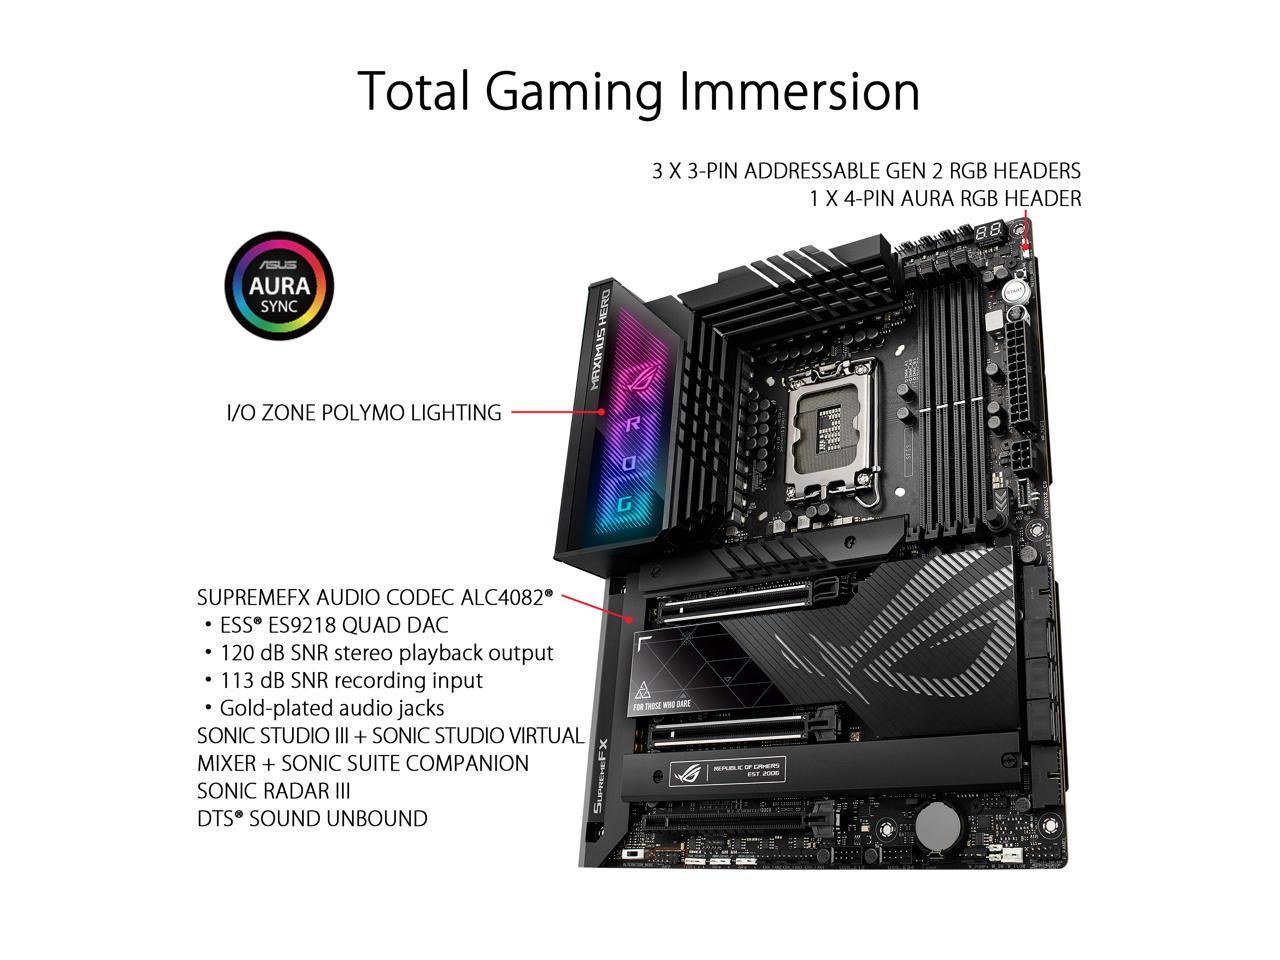 Total Gaming Immersion
3 X 3-PIN ADDRESSABLE GEN 2 RGB HEADERS
1 X 4-PIN AURA RGB HEADER
ASUS
AURA
SYNC
I/O ZONE POLYMO LIGHTING
SUPREMEFX AUDIO CODEC ALC4082®
• ESS® ES9218 QUAD DAC
• 120 dB SNR stereo playback output
• 113 dB SNR recording input
• Gold-plated audio jacks
SONIC STUDIO III + SONIC STUDIO VIRTUAL
MIXER + SONIC SUITE COMPANION
SONIC RADAR III
DTS® SOUND UNBOUND
MAXIMUS HERO
R
O
G
8.8.
START
FOR THOSE WHO DARE
REPUBLIC OF GAMERS
EST. 2006
SUPREMEFX